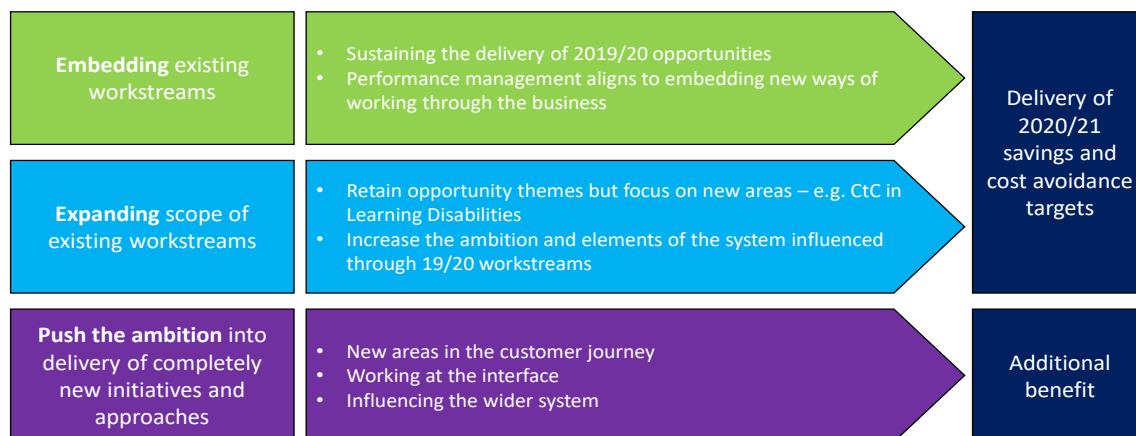 Embedding existing
workstreams
• Sustaining the delivery of 2019/20 opportunities
• Performance management aligns to embedding new ways of
working through the business
Delivery of
2020/21
savings and
cost avoidance
targets
Expanding scope of
existing workstreams
• Retain opportunity themes but focus on new areas – e.g. CtC in
Learning Disabilities
• Increase the ambition and elements of the system influenced
through 19/20 workstreams
Push the ambition into
delivery of completely
new initiatives and
approaches
• New areas in the customer journey
• Working at the interface
• Influencing the wider system
Additional
benefit